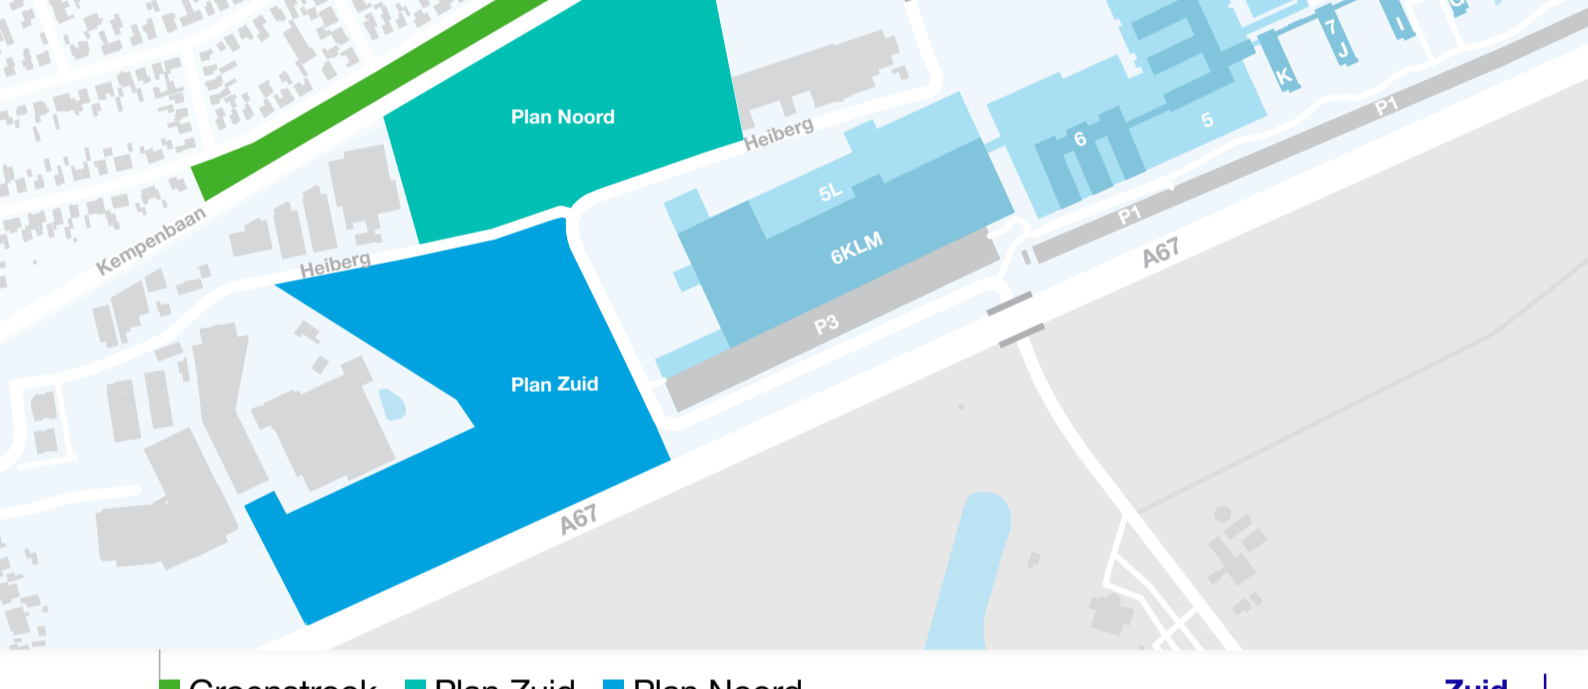 7
J
I
K
P1
Plan Noord
Heiberg
6
5
5L
P1
Kempenbaan
6KLM
A67
Heiberg
P3
Plan Zuid
A67
Groenstrook Plan Zuid Plan Noord
Zuid